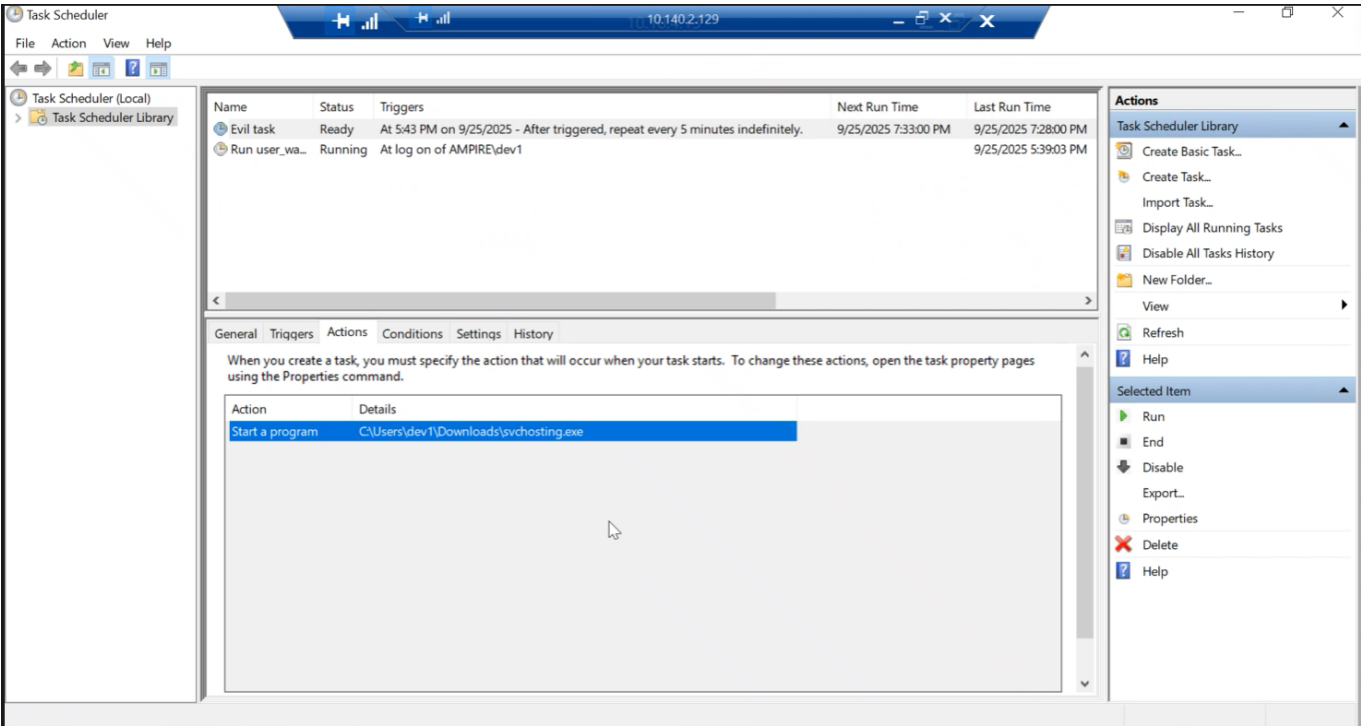 Task Scheduler
10.140.2.129
File Action View Help
Task Scheduler (Local)
Task Scheduler Library
Name Status Triggers Next Run Time Last Run Time
Evil task Ready At 5:43 PM on 9/25/2025 - After triggered, repeat every 5 minutes indefinitely. 9/25/2025 7:33:00 PM 9/25/2025 7:28:00 PM
Run user_wa... Running At log on of AMPIRE\dev1 9/25/2025 5:39:03 PM
General Triggers Actions Conditions Settings History
When you create a task, you must specify the action that will occur when your task starts. To change these actions, open the task property pages
using the Properties command.
Action Details
Start a program C:\Users\dev1\Downloads\svchosting.exe
Actions
Task Scheduler Library
Create Basic Task...
Create Task...
Import Task...
Display All Running Tasks
Disable All Tasks History
New Folder...
View
Refresh
Help
Selected Item
Run
End
Disable
Export...
Properties
Delete
Help